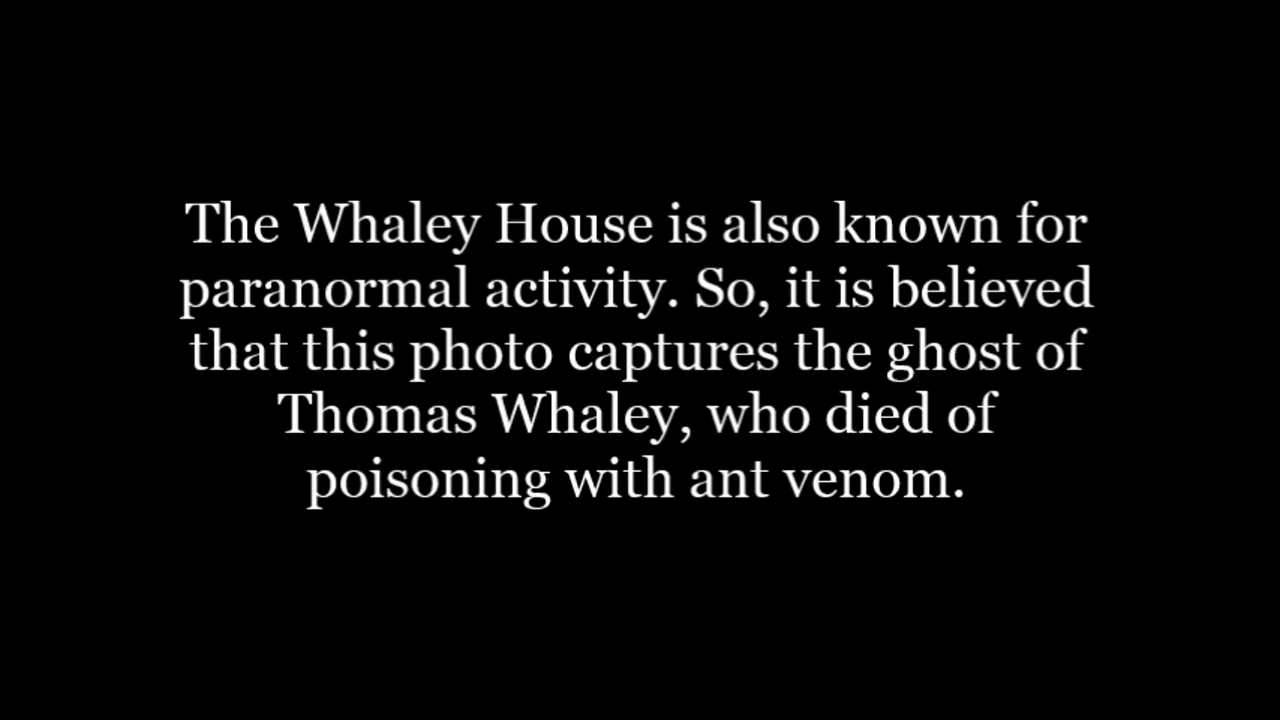 The Whaley House is also known for
paranormal activity. So, it is believed
that this photo captures the ghost of
Thomas Whaley, who died of
poisoning with ant venom.